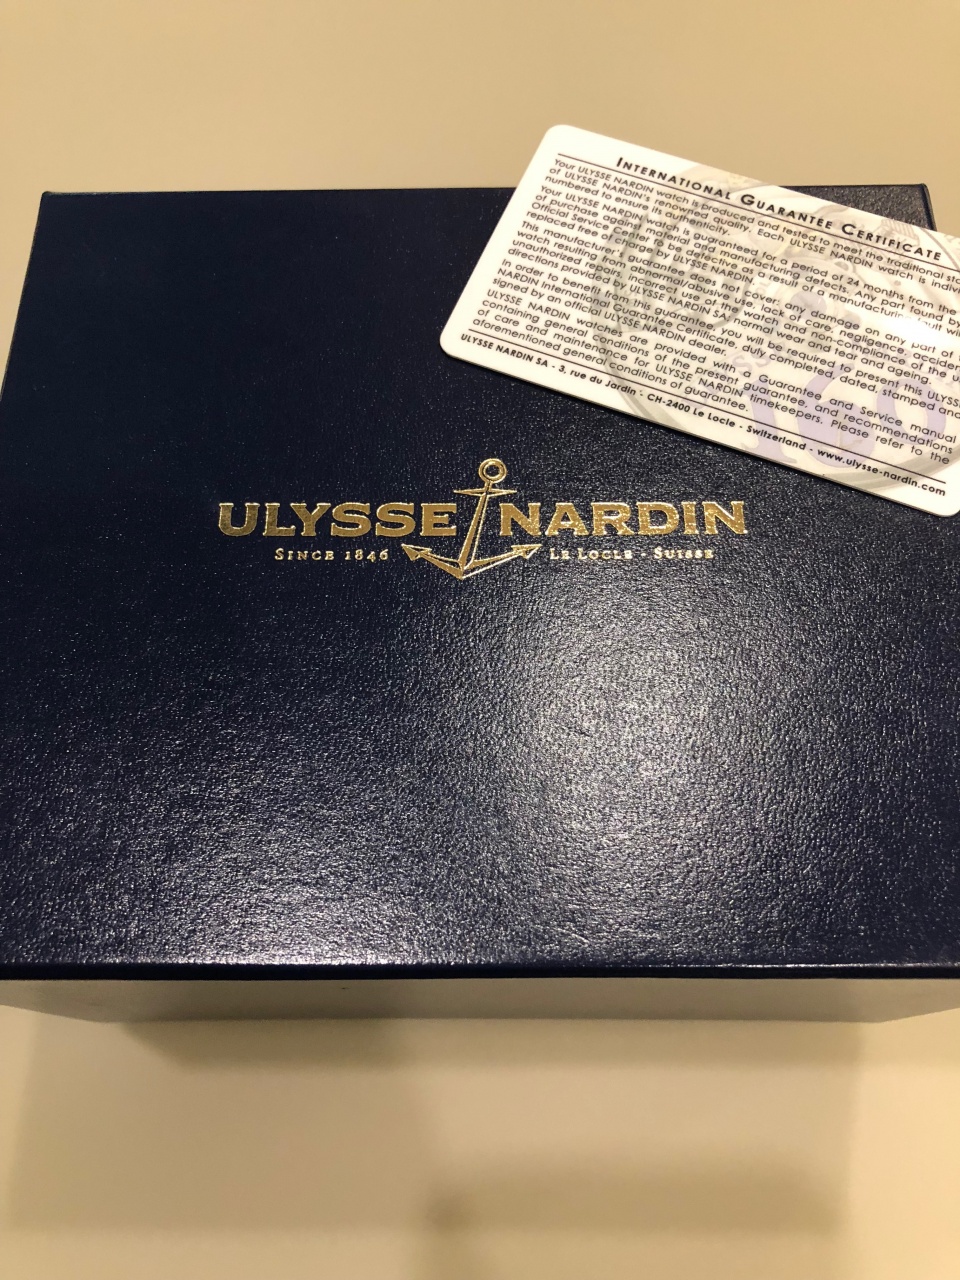 INTERNATIONAL GUARANTEE CERTIFICATE
Your ULYSSE NARDIN watch is produced and tested to meet the traditional
of ULYSSE NARDIN's renowned quality. Each ULYSSE NARDIN watch is
numbered to ensure its authenticity.
Your ULYSSE NARDIN watch is guaranteed for a period of 24 months from the
of purchase against material and manufacturing defects. Any part found by
Official Service Center to be defective as a result of a manufacturing fault
replaced free of charge by ULYSSE NARDIN
This manufacturer's guarantee does not cover any damage on any part of
watch resulting from abnormal/abusive use, lack of care, negligence,
unauthorized repairs, incorrect use of the watch and non-compliance of the
directions provided by ULYSSE NARDIN SA, normal wear and tear and ageing.
In order to benefit from this guarantee, you will be required to present this
NARDIN International Guarantee Certificate, duly completed, dated, stamped and
signed by an official ULYSSE NARDIN dealer.
ULYSSE NARDIN watches are provided with a Guarantee and Service manual
containing general conditions of the present guarantee, and recommendations
of care and maintenance for ULYSSE NARDIN timekeepers. Please refer to the
aforementioned general conditions of guarantee.
ULYSSE NARDIN SA - 3, rue du Jardin - CH-2400 Le Locle - Switzerland - www.ulysse-nardin.com
ULYSSE NARDIN
SINCE 1846 LE LOCLE - SUISSE